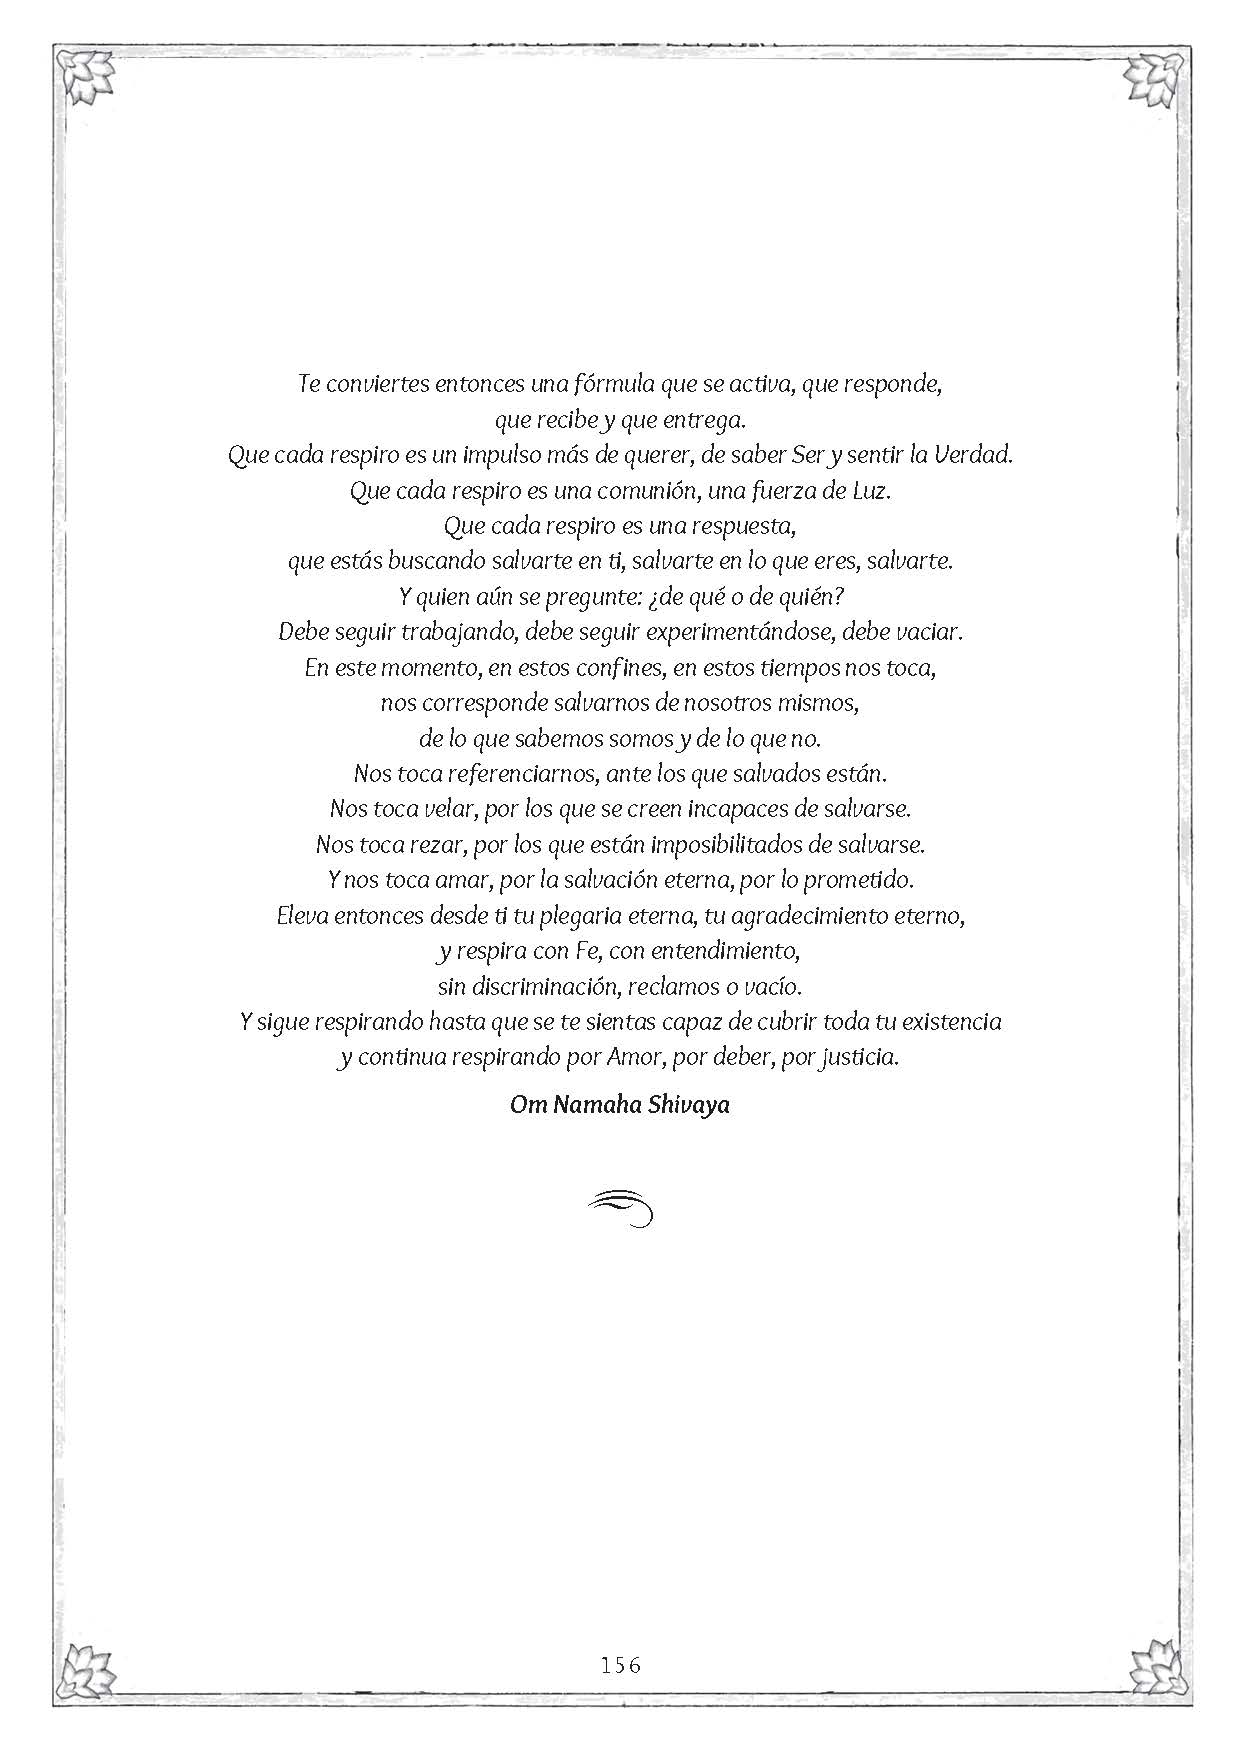 Te conviertes entonces una fórmula que se activa, que responde,
que recibe y que entrega.
Que cada respiro es un impulso más de querer, de saber Ser y sentir la Verdad.
Que cada respiro es una comunión, una fuerza de Luz.
Que cada respiro es una respuesta,
que estás buscando salvarte en ti, salvarte en lo que eres, salvarte.
Y quien aún se pregunte: ¿de qué o de quién?
Debe seguir trabajando, debe seguir experimentándose, debe vaciar.
En este momento, en estos confines, en estos tiempos nos toca,
nos corresponde salvarnos de nosotros mismos,
de lo que sabemos somos y de lo que no.
Nos toca referenciarnos, ante los que salvados están.
Nos toca velar, por los que se creen incapaces de salvarse.
Nos toca rezar, por los que están imposibilitados de salvarse.
Y nos toca amar, por la salvación eterna, por lo prometido.
Eleva entonces desde ti tu plegaria eterna, tu agradecimiento eterno,
y respira con Fe, con entendimiento,
sin discriminación, reclamos o vacío.
Y sigue respirando hasta que se te sientas capaz de cubrir toda tu existencia
y continua respirando por Amor, por deber, por justicia.
Om Namaha Shivaya
156